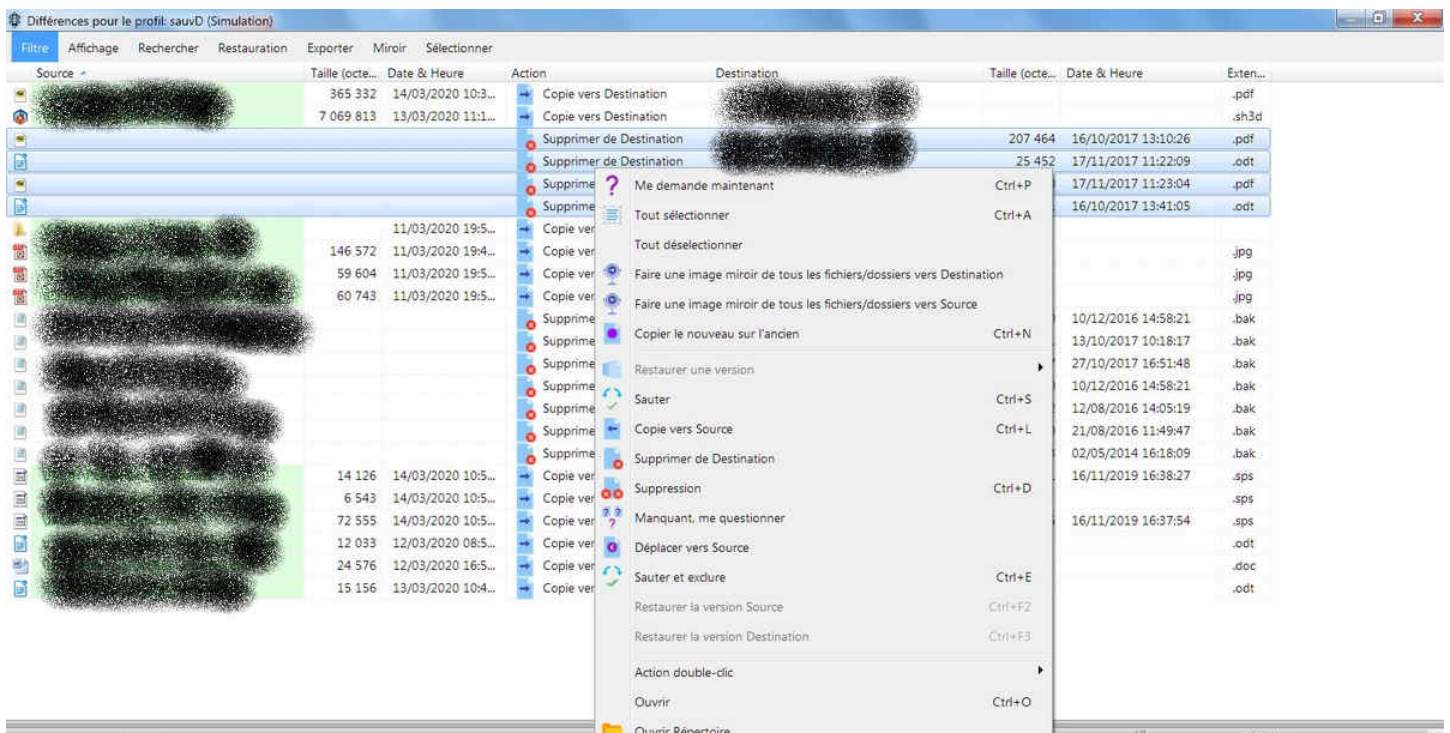 Différences pour le profil: sauvD (Simulation)
Filtre Affichage Rechercher Restauration Exporter Miroir Sélectionner
Source Taille (octe... Date & Heure Action Destination Taille (octe... Date & Heure Exten...
365 332 14/03/2020 10:3... Copie vers Destination .pdf
7 069 813 13/03/2020 11:1... Copie vers Destination .sh3d
Supprimer de Destination 207 464 16/10/2017 13:10:26 .pdf
Supprimer de Destination 25 452 17/11/2017 11:22:09 .odt
Supprime Me demande maintenant Ctrl+P 17/11/2017 11:23:04 .pdf
Supprime Tout sélectionner Ctrl+A 16/10/2017 13:41:05 .odt
11/03/2020 19:5... Copie ver
Tout déselectionner
146 572 11/03/2020 19:4... Copie ver .jpg
59 604 11/03/2020 19:5... Copie ver Faire une image miroir de tous les fichiers/dossiers vers Destination .jpg
60 743 11/03/2020 19:5... Copie ver Faire une image miroir de tous les fichiers/dossiers vers Source .jpg
Supprime 10/12/2016 14:58:21 .bak
Supprime Copier le nouveau sur l'ancien Ctrl+N 13/10/2017 10:18:17 .bak
Supprime Restaurer une version 27/10/2017 16:51:48 .bak
Supprime 10/12/2016 14:58:21 .bak
Supprime Sauter Ctrl+S 12/08/2016 14:05:19 .bak
Supprime Copie vers Source Ctrl+L 21/08/2016 11:49:47 .bak
Supprime Supprimer de Destination 02/05/2014 16:18:09 .bak
14 126 14/03/2020 10:5... Copie ver 16/11/2019 16:38:27 .sps
6 543 14/03/2020 10:5... Copie ver Suppression Ctrl+D .sps
72 555 14/03/2020 10:5... Copie ver Manquant, me questionner 16/11/2019 16:37:54 .sps
12 033 12/03/2020 08:5... Copie ver Déplacer vers Source .odt
24 576 12/03/2020 16:5... Copie ver Sauter et exclure Ctrl+E .doc
15 156 13/03/2020 10:4... Copie ver .odt
Restaurer la version Source Ctrl+F2
Restaurer la version Destination Ctrl+F3
Action double-clic
Ouvrir Ctrl+O
Ouvrir Répertoire